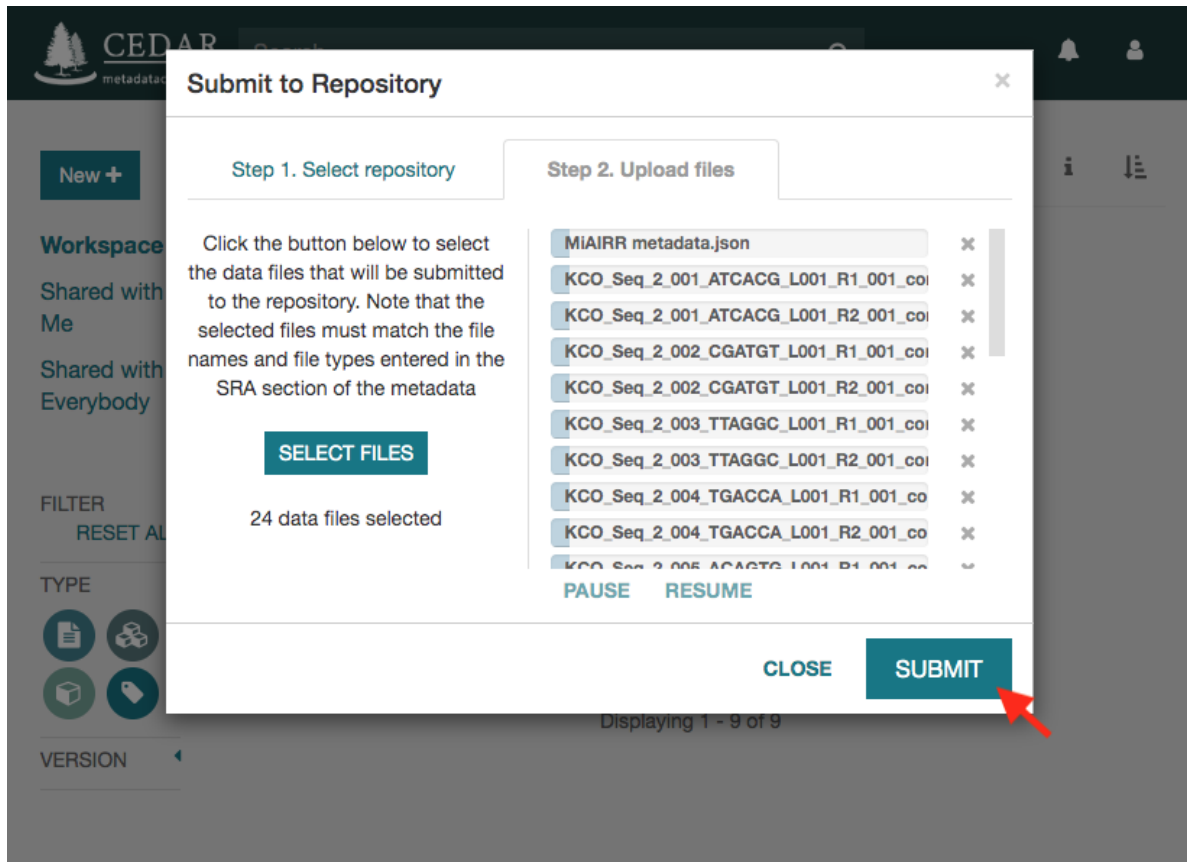 CEDAR
Submit to Repository
×
New +
Step 1. Select repository
Step 2. Upload files
Workspace
Shared with
Me
Shared with
Everybody
FILTER
RESET AL
TYPE
VERSION
Click the button below to select
the data files that will be submitted
to the repository. Note that the
selected files must match the file
names and file types entered in the
SRA section of the metadata
SELECT FILES
24 data files selected
MiAIRR metadata.json
KCO_Seq_2_001_ATCACG_L001_R1_001_co
KCO_Seq_2_001_ATCACG_L001_R2_001_co
KCO_Seq_2_002_CGATGT_L001_R1_001_co
KCO_Seq_2_002_CGATGT_L001_R2_001_co
KCO_Seq_2_003_TTAGGC_L001_R1_001_co
KCO_Seq_2_003_TTAGGC_L001_R2_001_co
KCO_Seq_2_004_TGACCA_L001_R1_001_co
KCO_Seq_2_004_TGACCA_L001_R2_001_co
KCO_Seq_2_005_ACAGTG_L001_R1_001_co
PAUSE RESUME
CLOSE
SUBMIT
Displaying 1 - 9 of 9